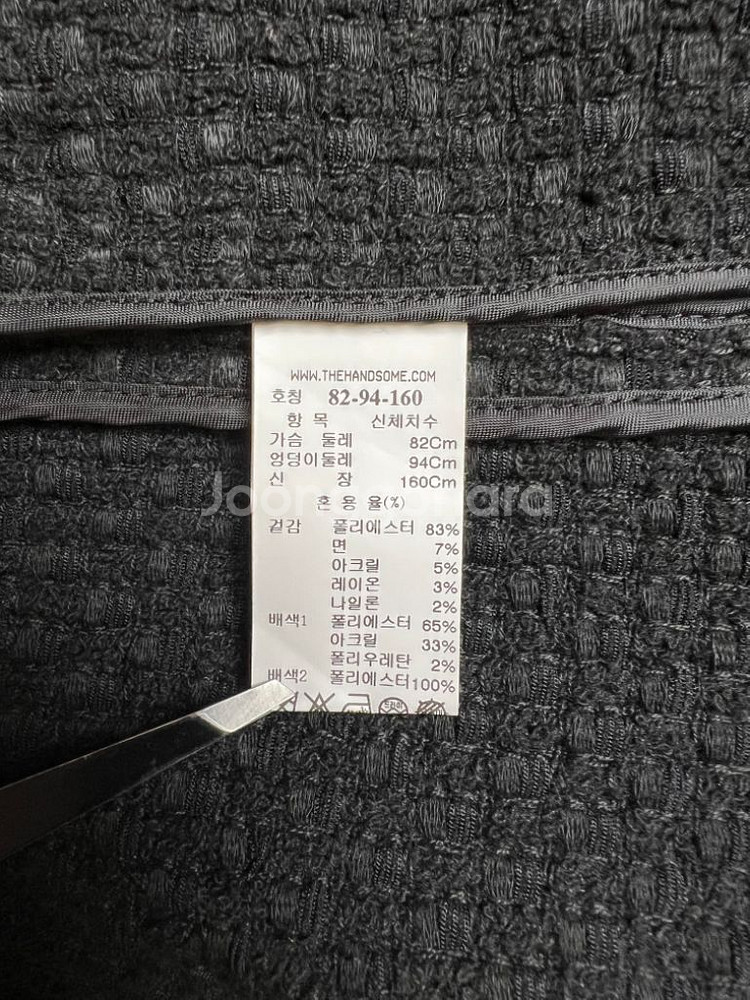 WWW.THEHANDSOME.COM
호칭 82-94-160
항 목 신체치수
가슴 둘레 82Cm
엉덩이둘레 94Cm
신 장 160Cm
혼 용 율(%)
겉감 폴리에스터 83%
면 7%
아크릴 5%
레이온 3%
나일론 2%
배색1 폴리에스터 65%
아크릴 33%
폴리우레탄 2%
배색2 폴리에스터 100%